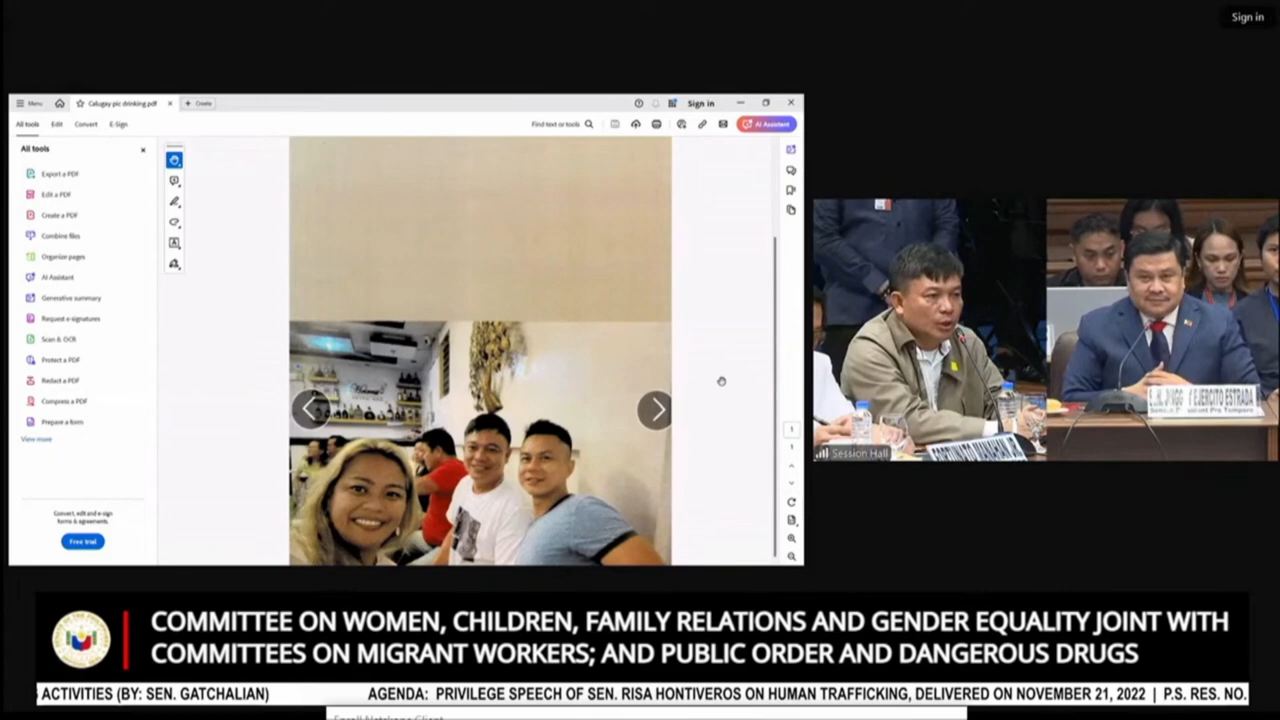 Sign in
Menu
Calugay pic drinking.pdf
Create
Sign in
All tools
Edit
Convert
E-Sign
Find text or tools
AI Assistant
All tools
Export a PDF
Edit a PDF
Create a PDF
Combine files
Organize pages
AI Assistant
Generative summary
Request e-signatures
Scan & OCR
Protect a PDF
Redact a PDF
Compress a PDF
Prepare a form
View more
Convert, edit and e-sign
forms & agreements.
Free trial
1
1
Session Hall
EJERCITO ESTRADA
COMMITTEE ON WOMEN, CHILDREN, FAMILY RELATIONS AND GENDER EQUALITY JOINT WITH
COMMITTEES ON MIGRANT WORKERS; AND PUBLIC ORDER AND DANGEROUS DRUGS
ACTIVITIES (BY: SEN. GATCHALIAN)
AGENDA: PRIVILEGE SPEECH OF SEN. RISA HONTIVEROS ON HUMAN TRAFFICKING, DELIVERED ON NOVEMBER 21, 2022 | P.S. RES. NO.